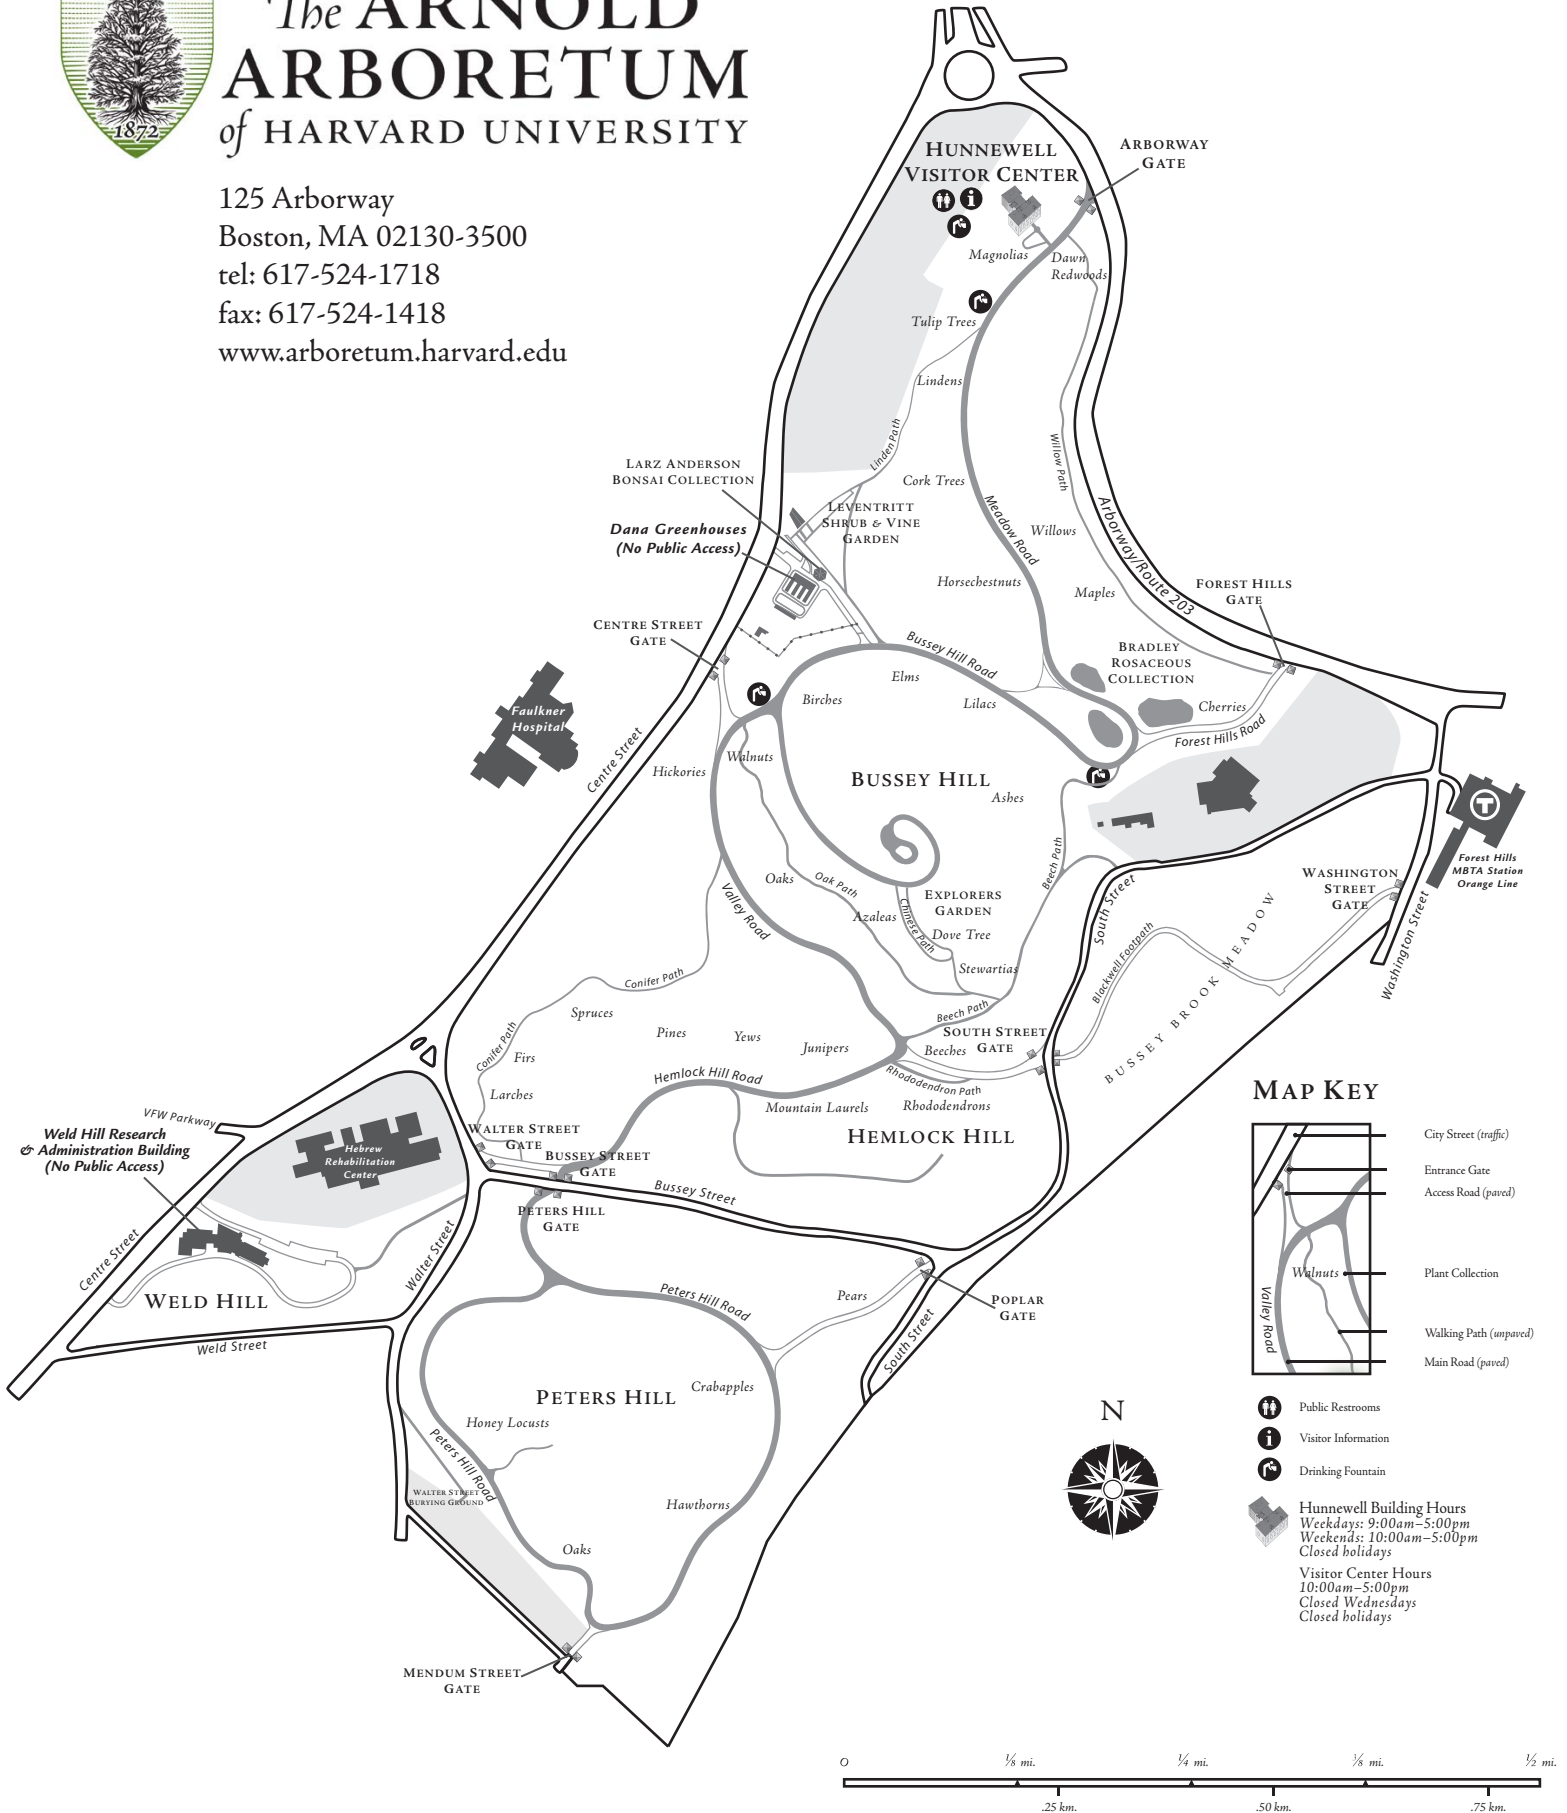 The ARNOLD
ARBORETUM
of HARVARD UNIVERSITY
1872
125 Arborway
Boston, MA 02130-3500
tel: 617-524-1718
fax: 617-524-1418
www.arboretum.harvard.edu
HUNNEWELL
VISITOR CENTER
ARBORWAY
GATE
Magnolias
Dawn
Redwoods
Tulip Trees
Lindens
Linden Path
Willow Path
LARZ ANDERSON
BONSAI COLLECTION
Cork Trees
LEVENTRITT
SHRUB & VINE
GARDEN
Dana Greenhouses
(No Public Access)
Meadow Road
Willows
Arborway/Route 203
Horsechestnuts
Maples
FOREST HILLS
GATE
CENTRE STREET
GATE
Bussey Hill Road
BRADLEY
ROSACEOUS
COLLECTION
Elms
Birches
Lilacs
Cherries
Forest Hills Road
Faulkner
Hospital
Centre Street
Walnuts
Hickories
BUSSEY HILL
Ashes
Forest Hills
MBTA Station
Orange Line
Beech Path
Oaks
Oak Path
Valley Road
EXPLORERS
GARDEN
Azaleas
Chinese Path
Dove Tree
South Street
WASHINGTON
STREET
GATE
Washington Street
Blackwell Footpath
BUSSEY BROOK MEADOW
Stewartias
Conifer Path
Beech Path
Spruces
Pines
Yews
Junipers
SOUTH STREET
GATE
Beeches
Conifer Path
Firs
Larches
Hemlock Hill Road
Rhododendron Path
Mountain Laurels
Rhododendrons
HEMLOCK HILL
VFW Parkway
Weld Hill Research
& Administration Building
(No Public Access)
Hebrew
Rehabilitation
Center
WALTER STREET
GATE
BUSSEY STREET
GATE
Bussey Street
PETERS HILL
GATE
Centre Street
Walter Street
WELD HILL
Weld Street
Peters Hill Road
Pears
POPLAR
GATE
South Street
PETERS HILL
Crabapples
Honey Locusts
Peters Hill Road
WALTER STREET
BURYING GROUND
Hawthorns
Oaks
MENDUM STREET
GATE
MAP KEY
City Street (traffic)
Entrance Gate
Access Road (paved)
Walnuts
Plant Collection
Valley Road
Walking Path (unpaved)
Main Road (paved)
Public Restrooms
Visitor Information
Drinking Fountain
Hunnewell Building Hours
Weekdays: 9:00am–5:00pm
Weekends: 10:00am–5:00pm
Closed holidays
Visitor Center Hours
10:00am–5:00pm
Closed Wednesdays
Closed holidays
N
T
O 1/8 mi. 1/4 mi. 3/8 mi. 1/2 mi.
.25 km. .50 km. .75 km.